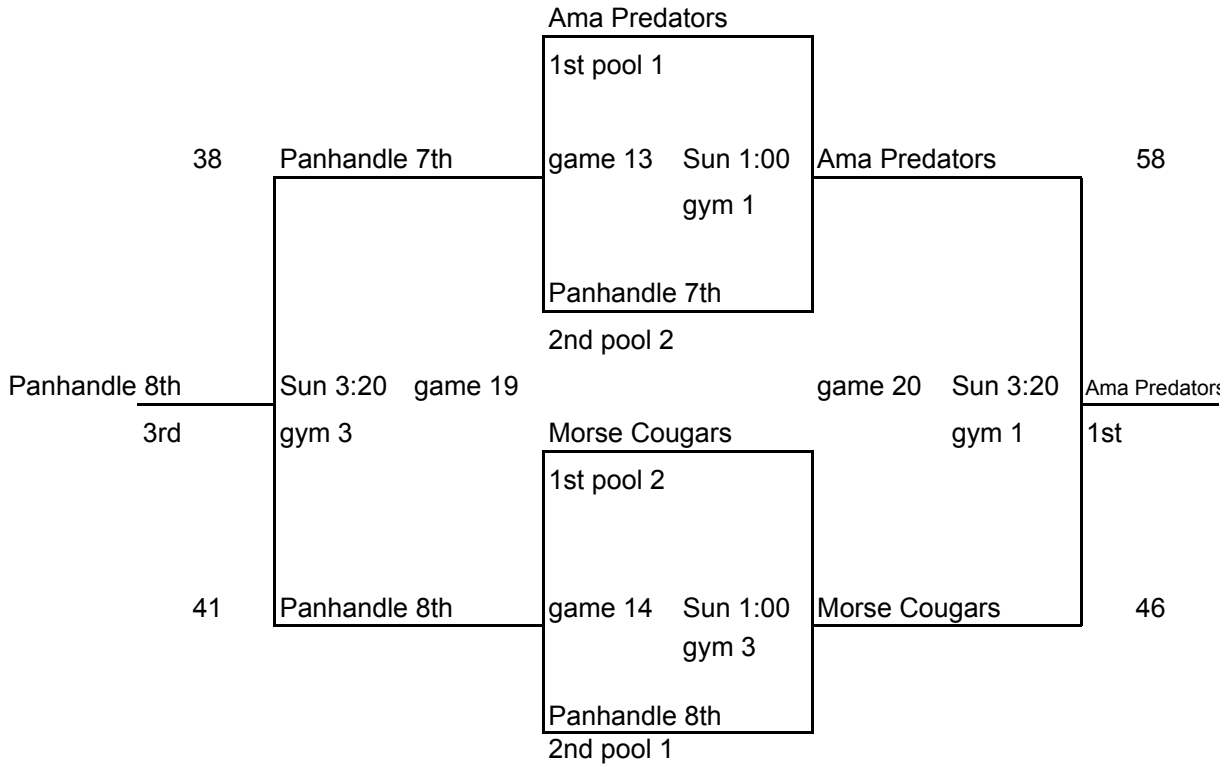 Ama Predators
1st pool 1
38 Panhandle 7th game 13 Sun 1:00 Ama Predators 58
gym 1
Panhandle 7th
2nd pool 2
Panhandle 8th Sun 3:20 game 19 game 20 Sun 3:20 Ama Predators
3rd gym 3 Morse Cougars gym 1 1st
1st pool 2
41 Panhandle 8th game 14 Sun 1:00 Morse Cougars 46
gym 3
Panhandle 8th
2nd pool 1